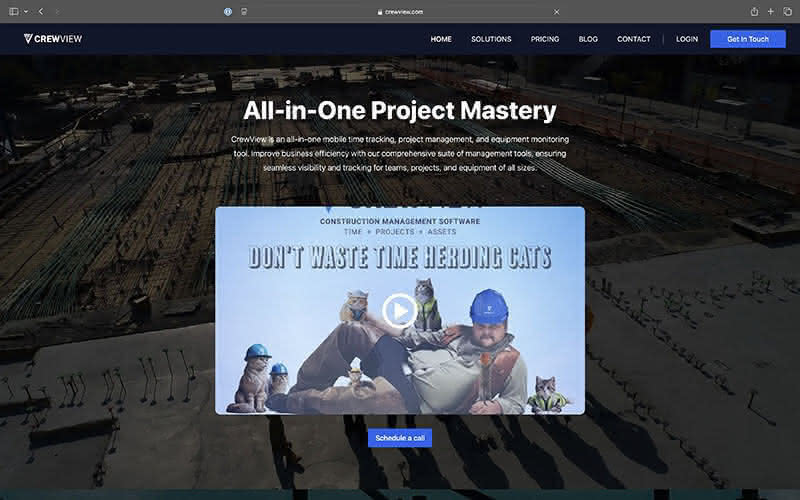 crewview.com
CREWVIEW
HOME
SOLUTIONS
PRICING
BLOG
CONTACT
LOGIN
Get In Touch
All-in-One Project Mastery
CrewView is an all-in-one mobile time tracking, project management, and equipment monitoring
tool. Improve business efficiency with our comprehensive suite of management tools, ensuring
seamless visibility and tracking for teams, projects, and equipment of all sizes.
CONSTRUCTION MANAGEMENT SOFTWARE
TIME + PROJECTS + ASSETS
DON'T WASTE TIME HERDING CATS
Schedule a call